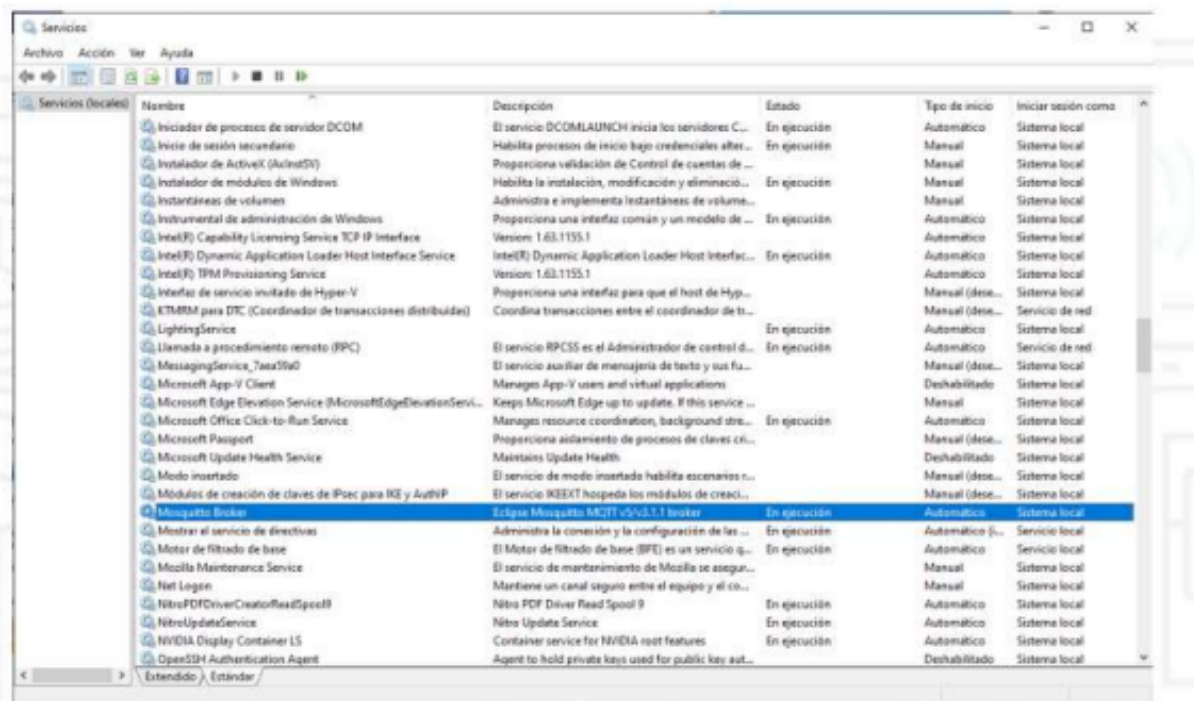 Servicios
Archivo Acción Ver Ayuda
Servicios (locales)
Nombre Descripción Estado Tipo de inicio Iniciar sesión como
Iniciador de procesos de servidor DCOM El servicio DCOMLAUNCH inicia los servidores C... En ejecución Automático Sistema local
Inicio de sesión secundario Habilita procesos de inicio bajo credenciales alter... En ejecución Manual Sistema local
Instalador de ActiveX (AxInstSV) Proporciona validación de Control de cuentas de ... Manual Sistema local
Instalador de módulos de Windows Habilita la instalación, modificación y eliminació... En ejecución Manual Sistema local
Instantáneas de volumen Administra e implementa Instantáneas de volume... Manual Sistema local
Instrumental de administración de Windows Proporciona una interfaz común y un modelo de ... En ejecución Automático Sistema local
Intel(R) Capability Licensing Service TCP IP Interface Version: 1.63.1155.1 Manual Sistema local
Intel(R) Dynamic Application Loader Host Interface Service Intel(R) Dynamic Application Loader Host Interfac... En ejecución Automático Sistema local
Intel(R) TPM Provisioning Service Version: 1.63.1155.1 Automático Sistema local
Interfaz de servicio invitado de Hyper-V Proporciona una interfaz para que el host de Hyp... Manual (dese... Sistema local
KTMRM para DTC (Coordinador de transacciones distribuidas) Coordina transacciones entre el coordinador de tr... Manual (dese... Servicio de red
LightingService En ejecución Automático Sistema local
Llamada a procedimiento remoto (RPC) El servicio RPCSS es el Administrador de control d... En ejecución Automático Servicio de red
MessagingService_7aea59a0 El servicio auxiliar de mensajería de texto y sus fu... Manual (dese... Sistema local
Microsoft App-V Client Manages App-V users and virtual applications Deshabilitado Sistema local
Microsoft Edge Elevation Service (MicrosoftEdgeElevationServi... Keeps Microsoft Edge up to update. If this service ... Manual Sistema local
Microsoft Office Click-to-Run Service Manages resource coordination, background stre... En ejecución Automático Sistema local
Microsoft Passport Proporciona aislamiento de procesos de claves cri... Manual (dese... Sistema local
Microsoft Update Health Service Maintains Update Health Deshabilitado Sistema local
Modo insertado El servicio de modo insertado habilita escenarios r... Manual (dese... Sistema local
Módulos de creación de claves de IPsec para IKE y AuthIP El servicio IKEEXT hospeda los módulos de creaci... Manual (dese... Sistema local
Mosquitto Broker Eclipse Mosquitto MQTT v5/v3.1.1 broker En ejecución Automático Sistema local
Mostrar el servicio de directivas Administra la conexión y la configuración de las ... En ejecución Automático (i... Servicio local
Motor de filtrado de base El Motor de filtrado de base (BFE) es un servicio q... En ejecución Automático Servicio local
Mozilla Maintenance Service El servicio de mantenimiento de Mozilla se asegur... Manual Sistema local
Net Logon Mantiene un canal seguro entre el equipo y el co... Manual Sistema local
NitroPDFDriverCreatorReadSpool9 Nitro PDF Driver Read Spool 9 En ejecución Automático Sistema local
NitroUpdateService Nitro Update Service En ejecución Automático Sistema local
NVIDIA Display Container LS Container service for NVIDIA root features En ejecución Automático Sistema local
OpenSSH Authentication Agent Agent to hold private keys used for public key aut... Deshabilitado Sistema local
Extendido Estándar